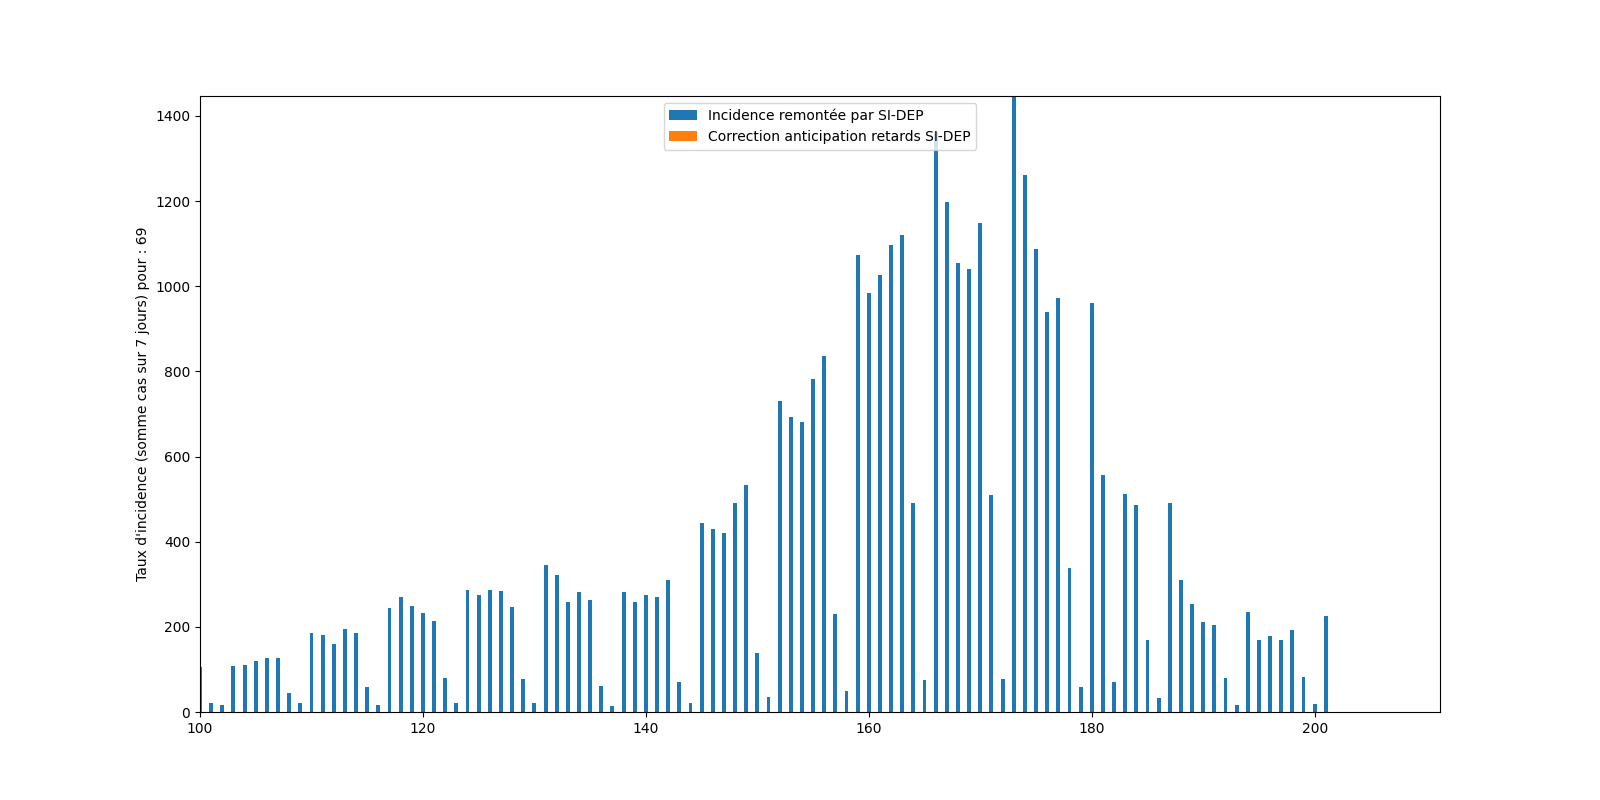 Incidence remontée par SI-DEP
Correction anticipation retards SI-DEP
Taux d'incidence (somme cas sur 7 jours) pour : 69
1400
1200
1000
800
600
400
200
0
100 120 140 160 180 200